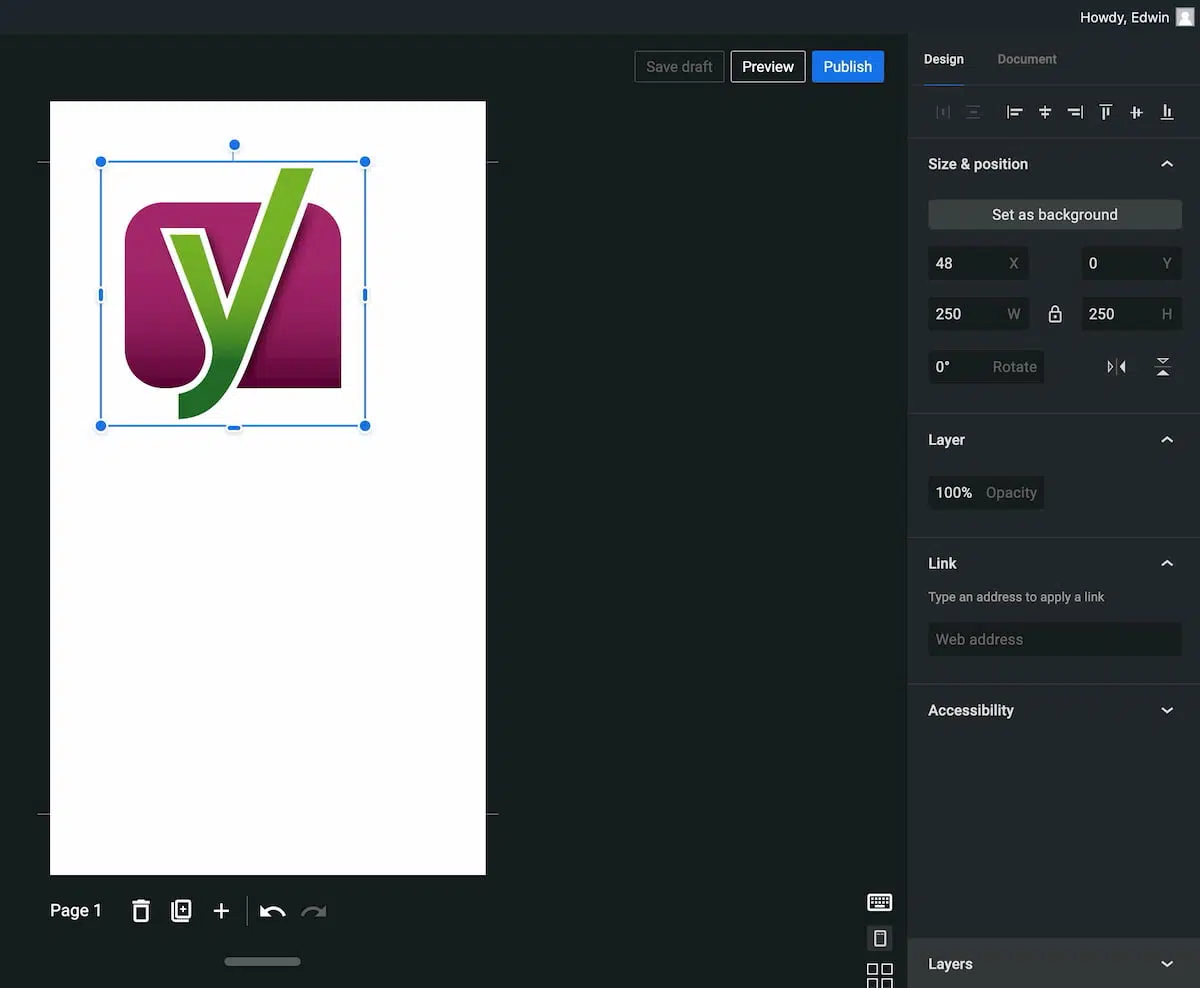 Howdy, Edwin
Save draft Preview Publish
Design Document
Size & position
Set as background
48 X 0 Y
250 W 250 H
0° Rotate
Layer
100% Opacity
Link
Type an address to apply a link
Web address
Accessibility
y
Page 1
Layers